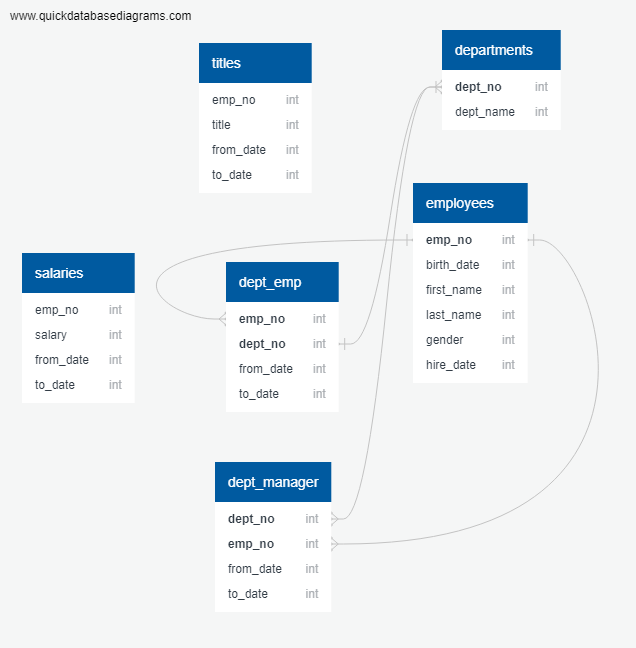 www.quickdatabasediagrams.com
titles
emp_no int
title int
from_date int
to_date int
departments
dept_no int
dept_name int
employees
emp_no int
birth_date int
first_name int
last_name int
gender int
hire_date int
salaries
emp_no int
salary int
from_date int
to_date int
dept_emp
emp_no int
dept_no int
from_date int
to_date int
dept_manager
dept_no int
emp_no int
from_date int
to_date int